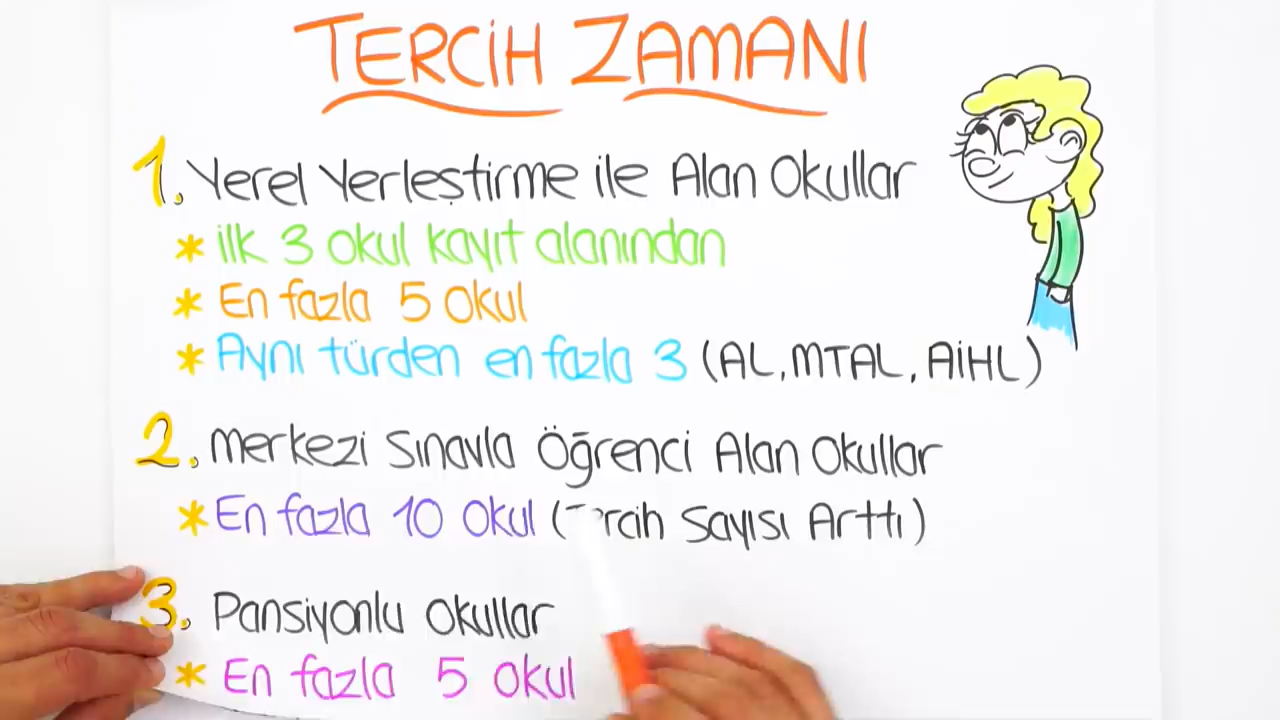 TERCİH ZAMANI
1. Yerel Yerleştirme ile Alan Okullar
* ilk 3 okul kayıt alanından
* En fazla 5 Okul
* Aynı türden en fazla 3 (AL, MTAL, AİHL)
2. Merkezi Sınavla Öğrenci Alan Okullar
* En fazla 10 Okul (Tercih Sayısı Arttı)
3. Pansiyonlu Okullar
* En fazla 5 Okul